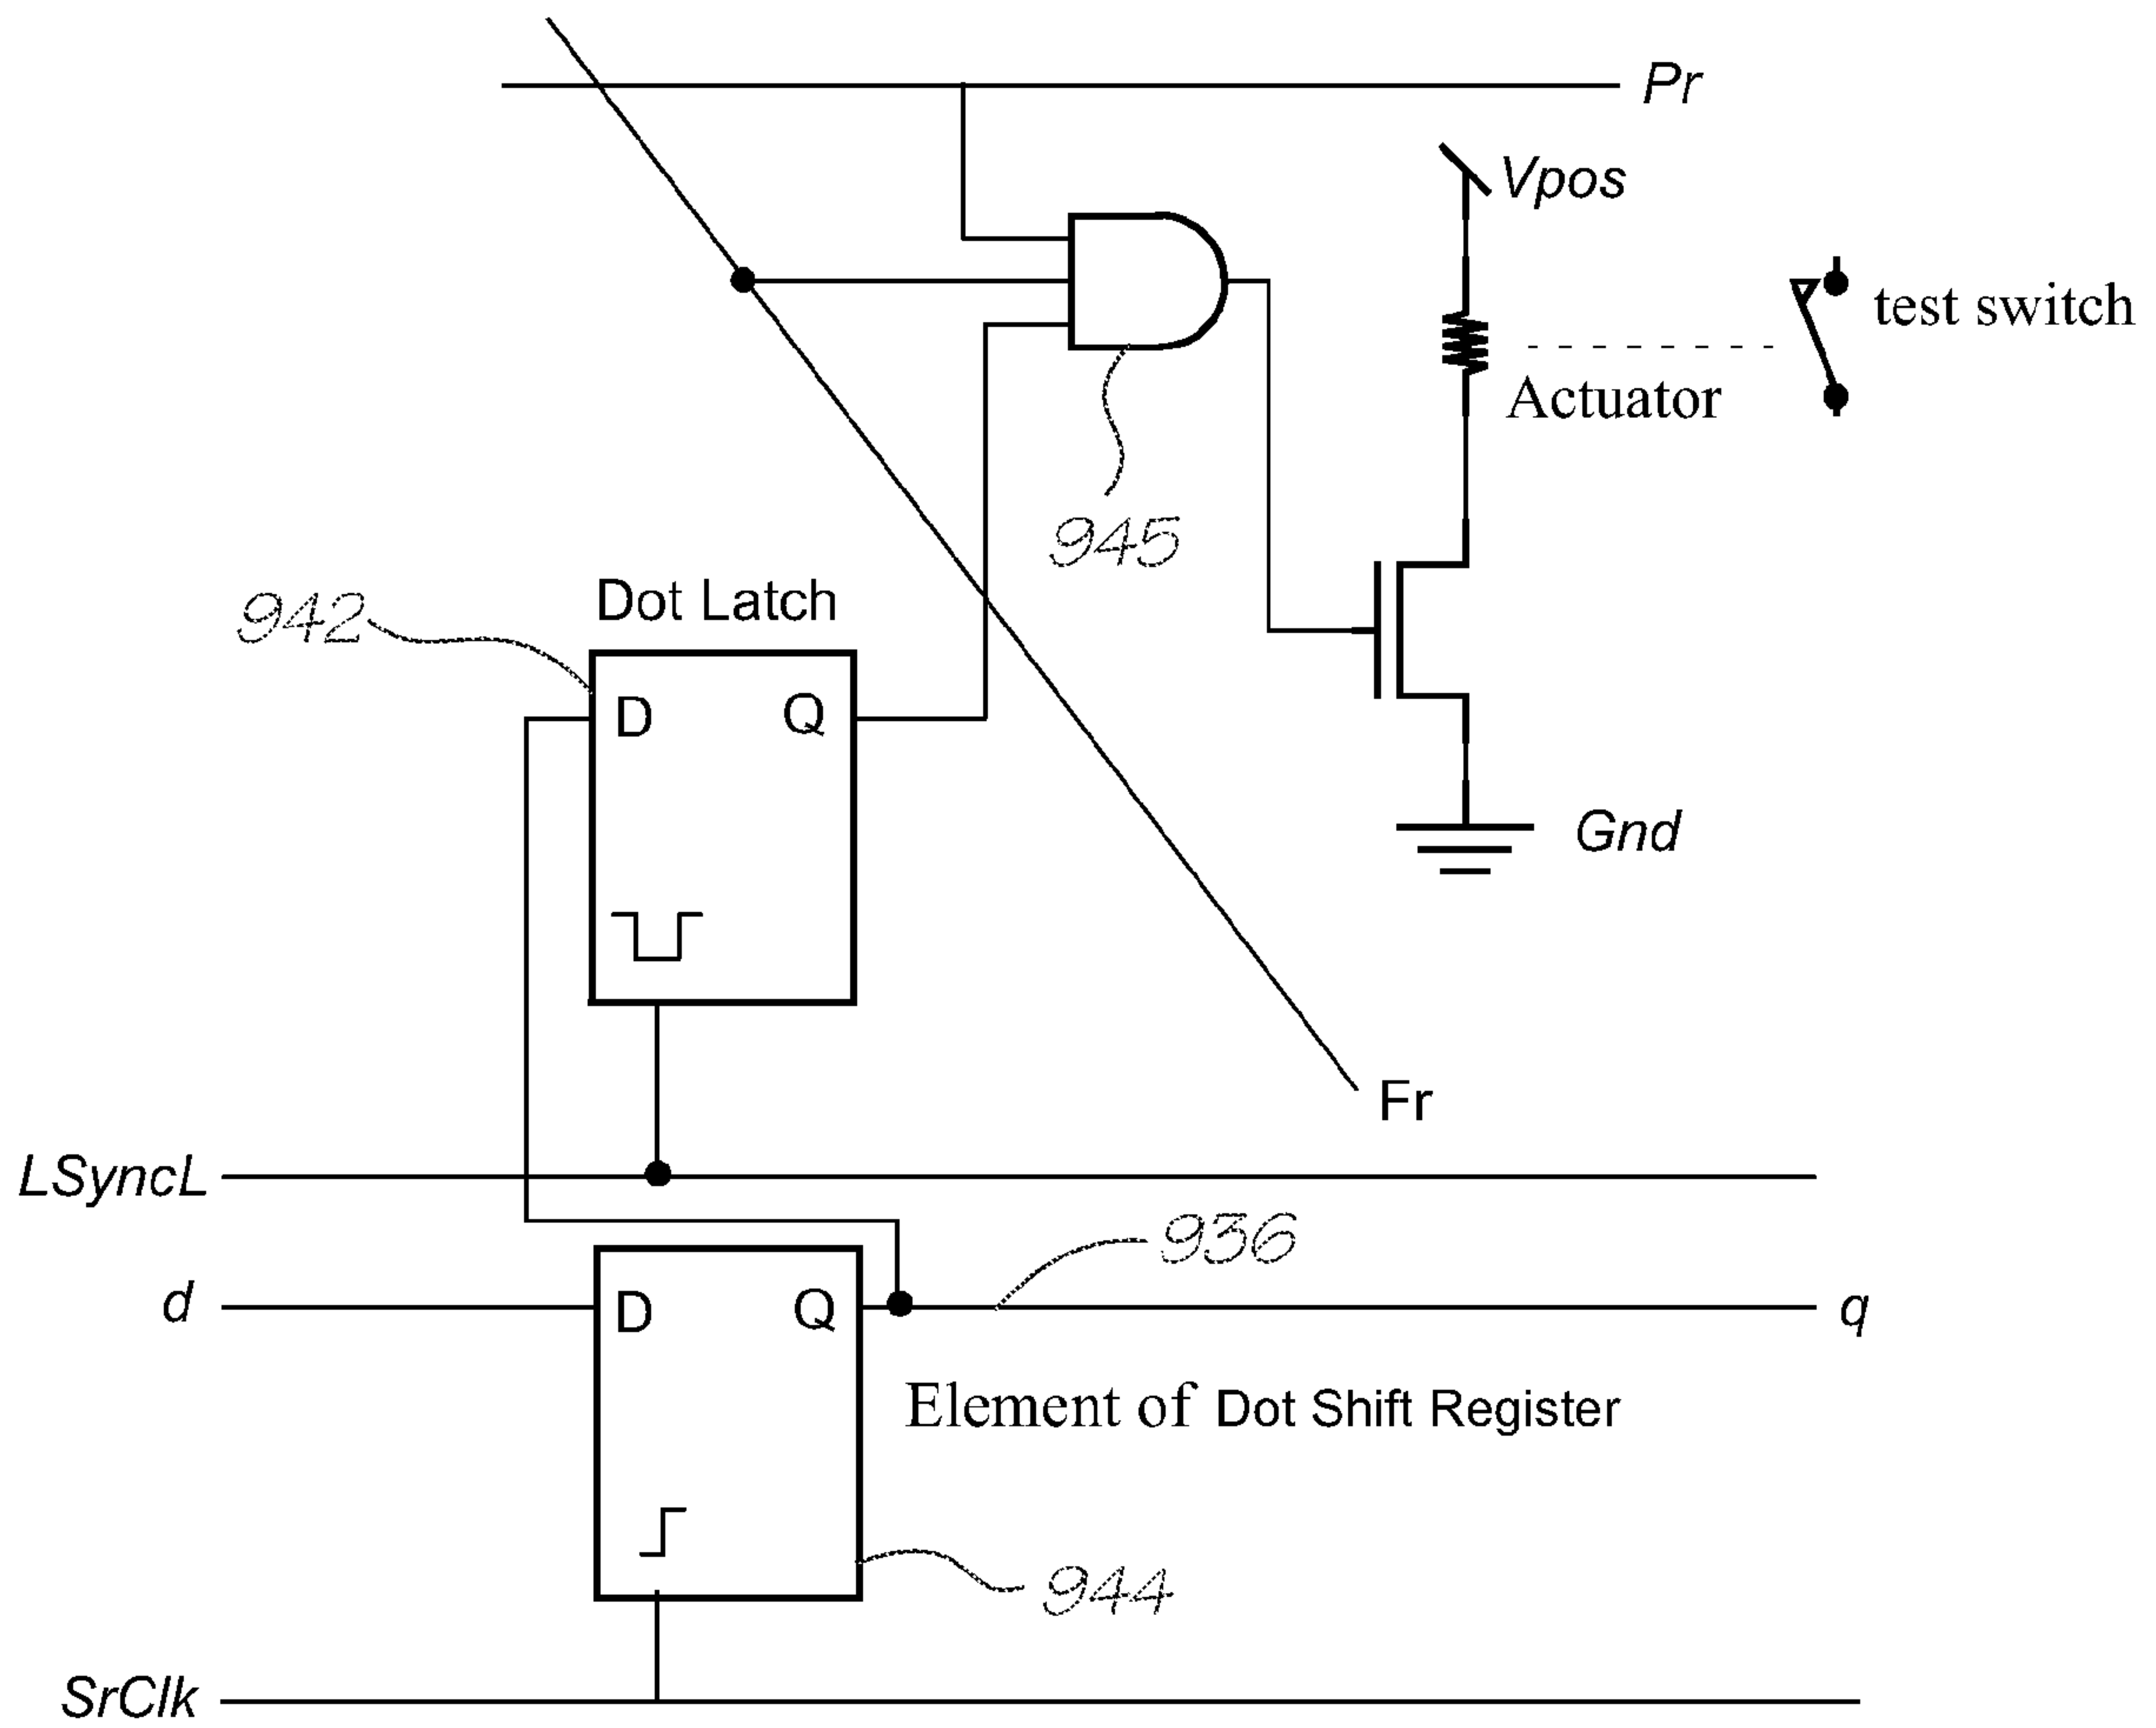 Pr
Vpos
test switch
Actuator
945
942
Dot Latch
D Q
Gnd
Fr
LSyncL
936
d D Q q
Element of Dot Shift Register
944
SrClk